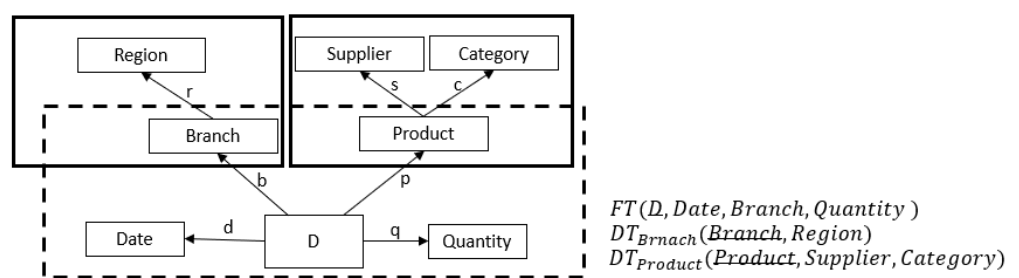 Region
Supplier
Category
r
s
c
Branch
Product
b
p
Date
d
D
q
Quantity
FT(D, Date, Branch, Quantity )
DT_Brnach(Branch, Region)
DT_Product(Product, Supplier, Category)